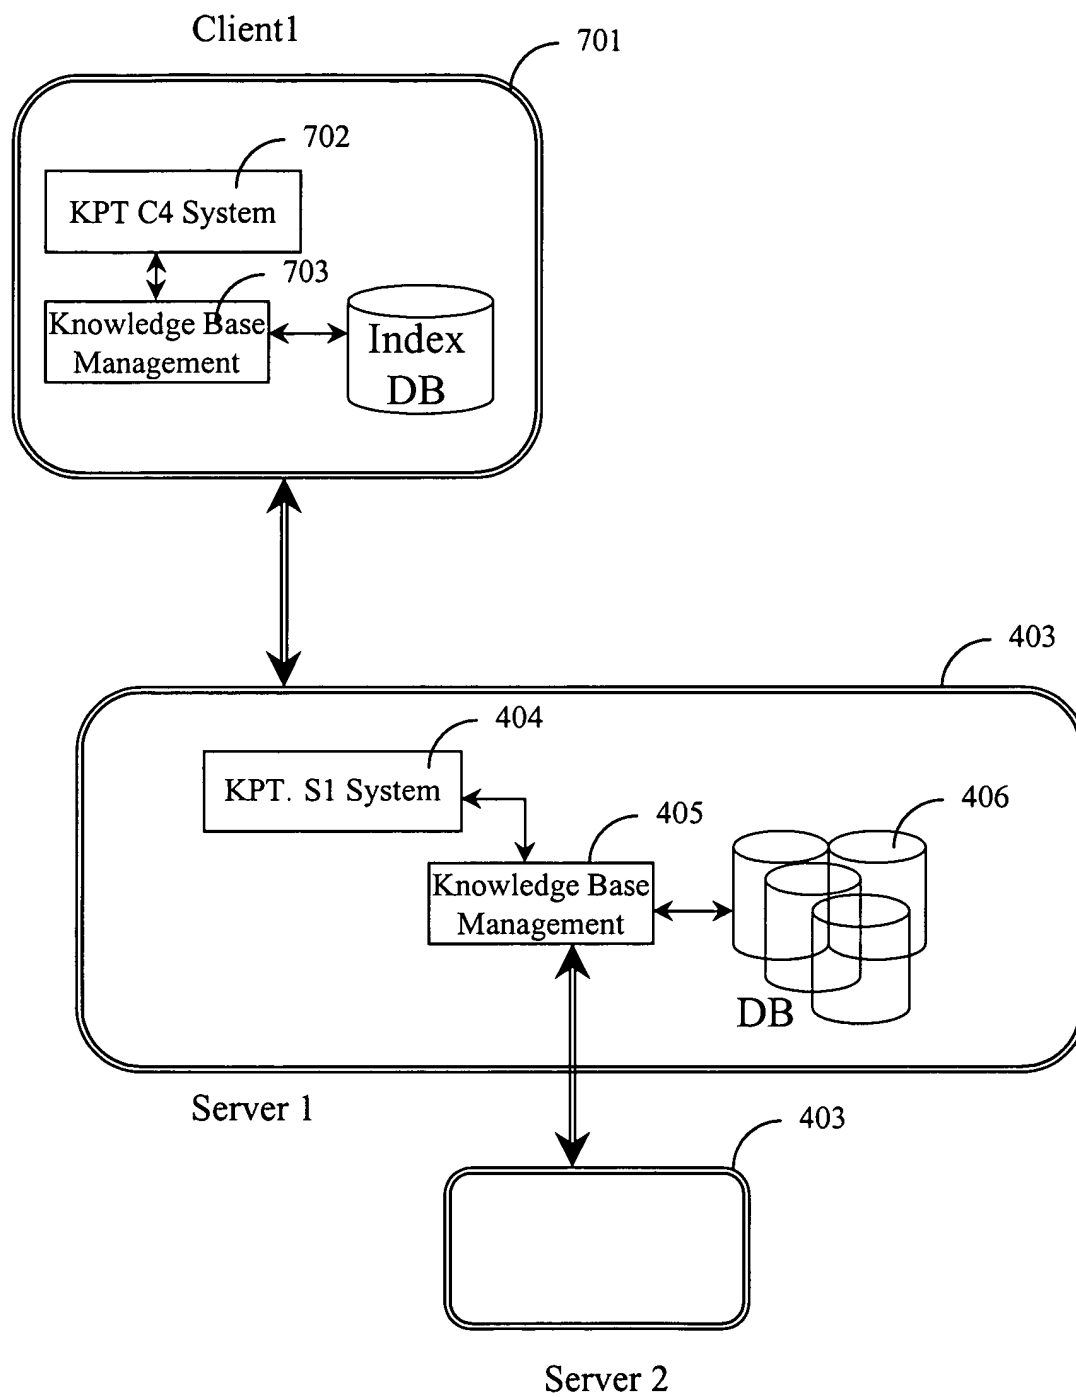 Client1
701
702
KPT C4 System
703
Knowledge Base
Management
Index
DB
403
404
KPT. S1 System
405
406
Knowledge Base
Management
DB
Server 1
403
Server 2